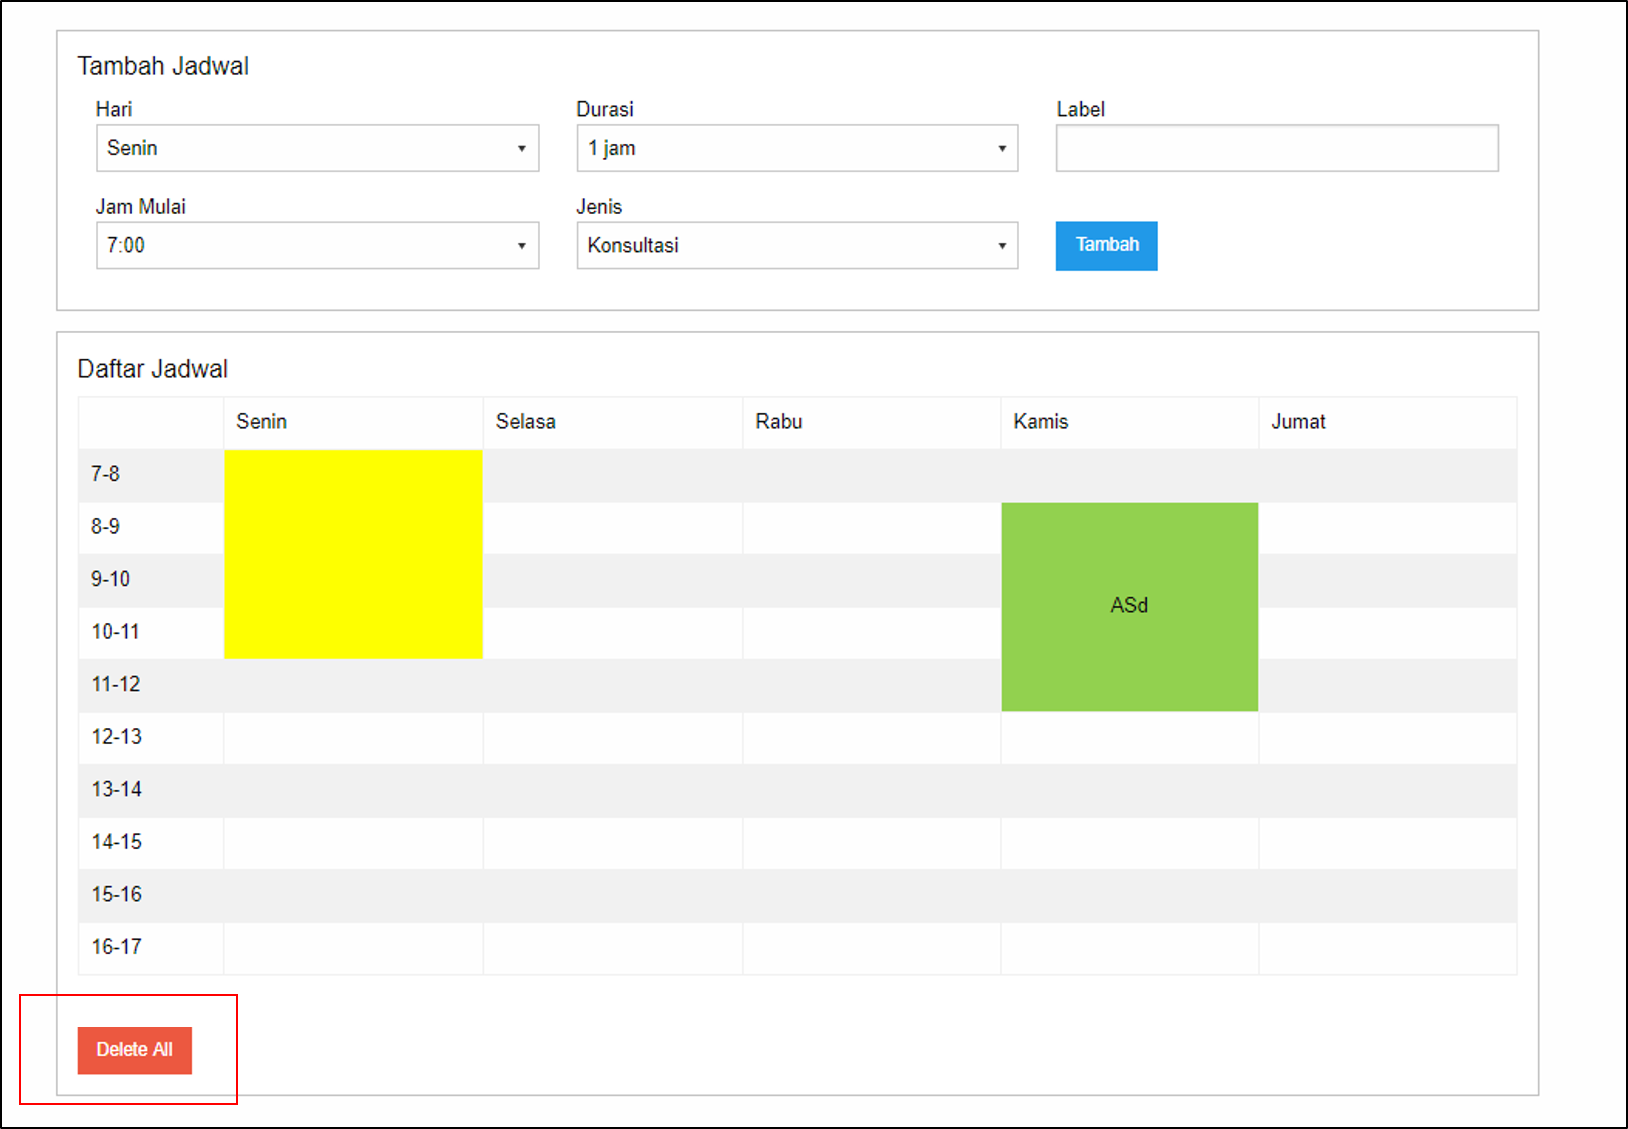 Tambah Jadwal
Hari Durasi Label
Senin 1 jam
Jam Mulai Jenis
7:00 Konsultasi Tambah
Daftar Jadwal
Senin Selasa Rabu Kamis Jumat
7-8
8-9
9-10
ASd
10-11
11-12
12-13
13-14
14-15
15-16
16-17
Delete All